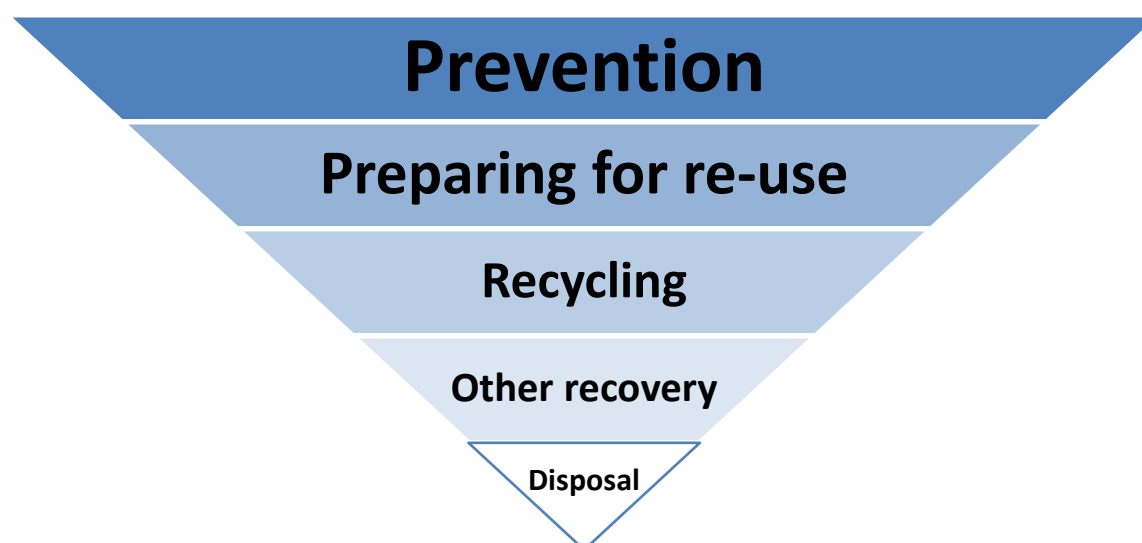 Prevention
Preparing for re-use
Recycling
Other recovery
Disposal